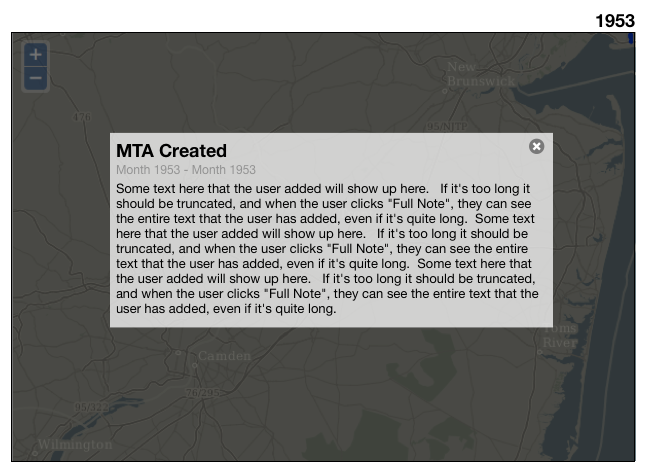 1953
+
−
New
Brunswick
476
95/NJTP
MTA Created
Month 1953 - Month 1953
Some text here that the user added will show up here.   If it's too long it
should be truncated, and when the user clicks "Full Note", they can see
the entire text that the user has added, even if it's quite long.  Some text
here that the user added will show up here.   If it's too long it should be
truncated, and when the user clicks "Full Note", they can see the entire
text that the user has added, even if it's quite long.  Some text here that
the user added will show up here.   If it's too long it should be truncated,
and when the user clicks "Full Note", they can see the entire text that the
user has added, even if it's quite long.
Toms
River
Camden
76/295
Wilmington